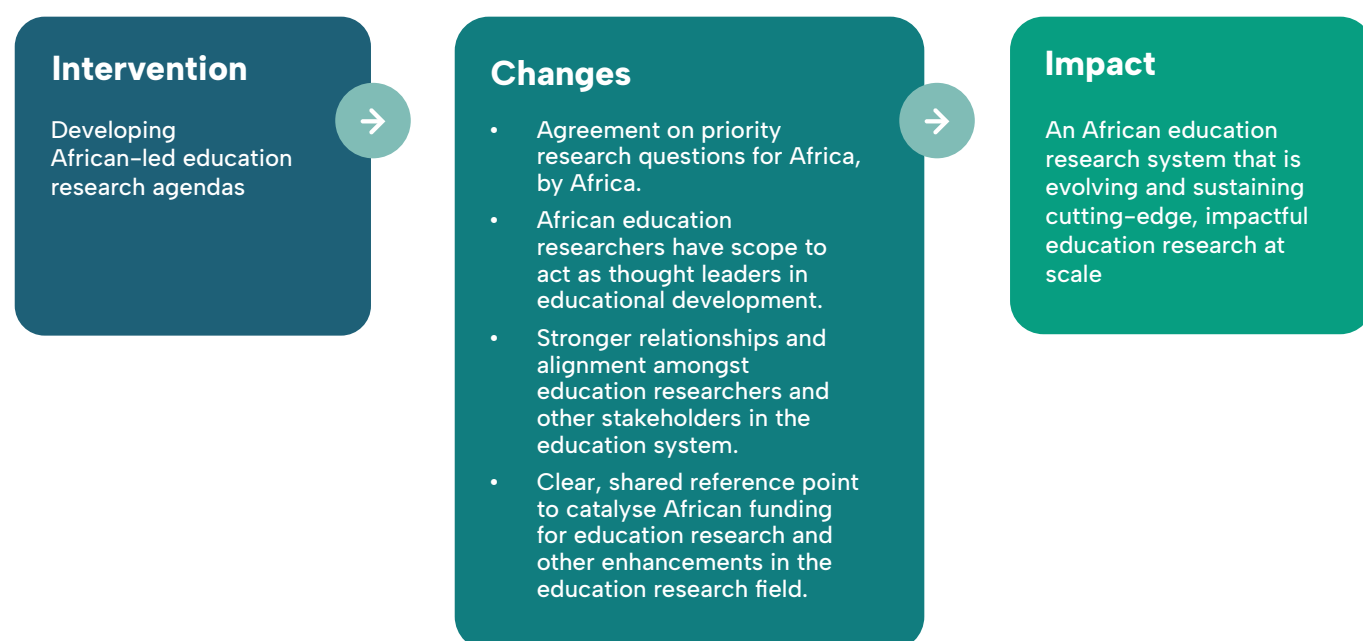 Intervention
Developing
African-led education
research agendas
Changes
• Agreement on priority
research questions for Africa,
by Africa.
• African education
researchers have scope to
act as thought leaders in
educational development.
• Stronger relationships and
alignment amongst
education researchers and
other stakeholders in the
education system.
• Clear, shared reference point
to catalyse African funding
for education research and
other enhancements in the
education research field.
Impact
An African education
research system that is
evolving and sustaining
cutting-edge, impactful
education research at
scale